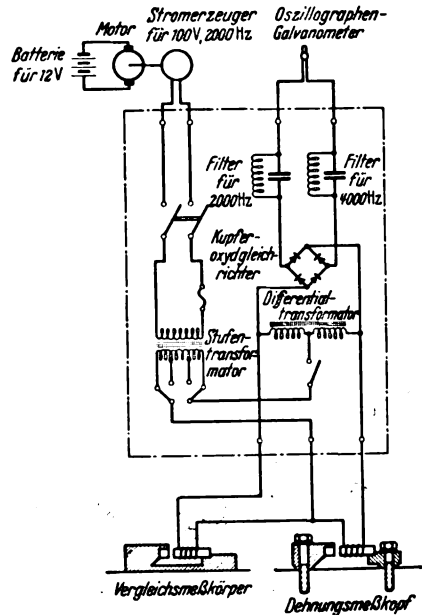 Motor
Stromerzeuger
für 100V, 2000 Hz
Oszillographen-
Galvanometer
Batterie
für 12V
Filter
für
2000Hz
Filter
für
4000Hz
Kupfer-
oxydgleich-
richter
Differential-
transformator
Stufen-
transfor-
mator
Vergleichsmeßkörper
Dehnungsmeßkopf